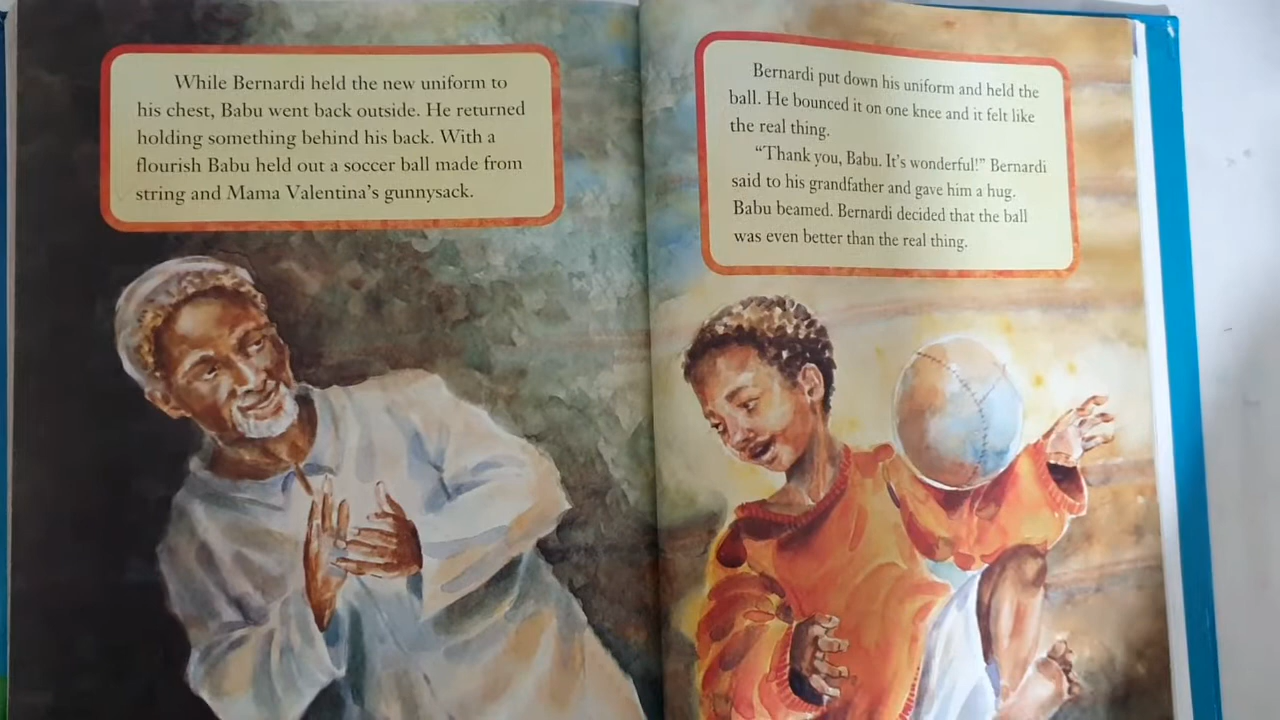 While Bernardi held the new uniform to
his chest, Babu went back outside. He returned
holding something behind his back. With a
flourish Babu held out a soccer ball made from
string and Mama Valentina’s gunnysack.
Bernardi put down his uniform and held the
ball. He bounced it on one knee and it felt like
the real thing.
“Thank you, Babu. It’s wonderful!” Bernardi
said to his grandfather and gave him a hug.
Babu beamed. Bernardi decided that the ball
was even better than the real thing.